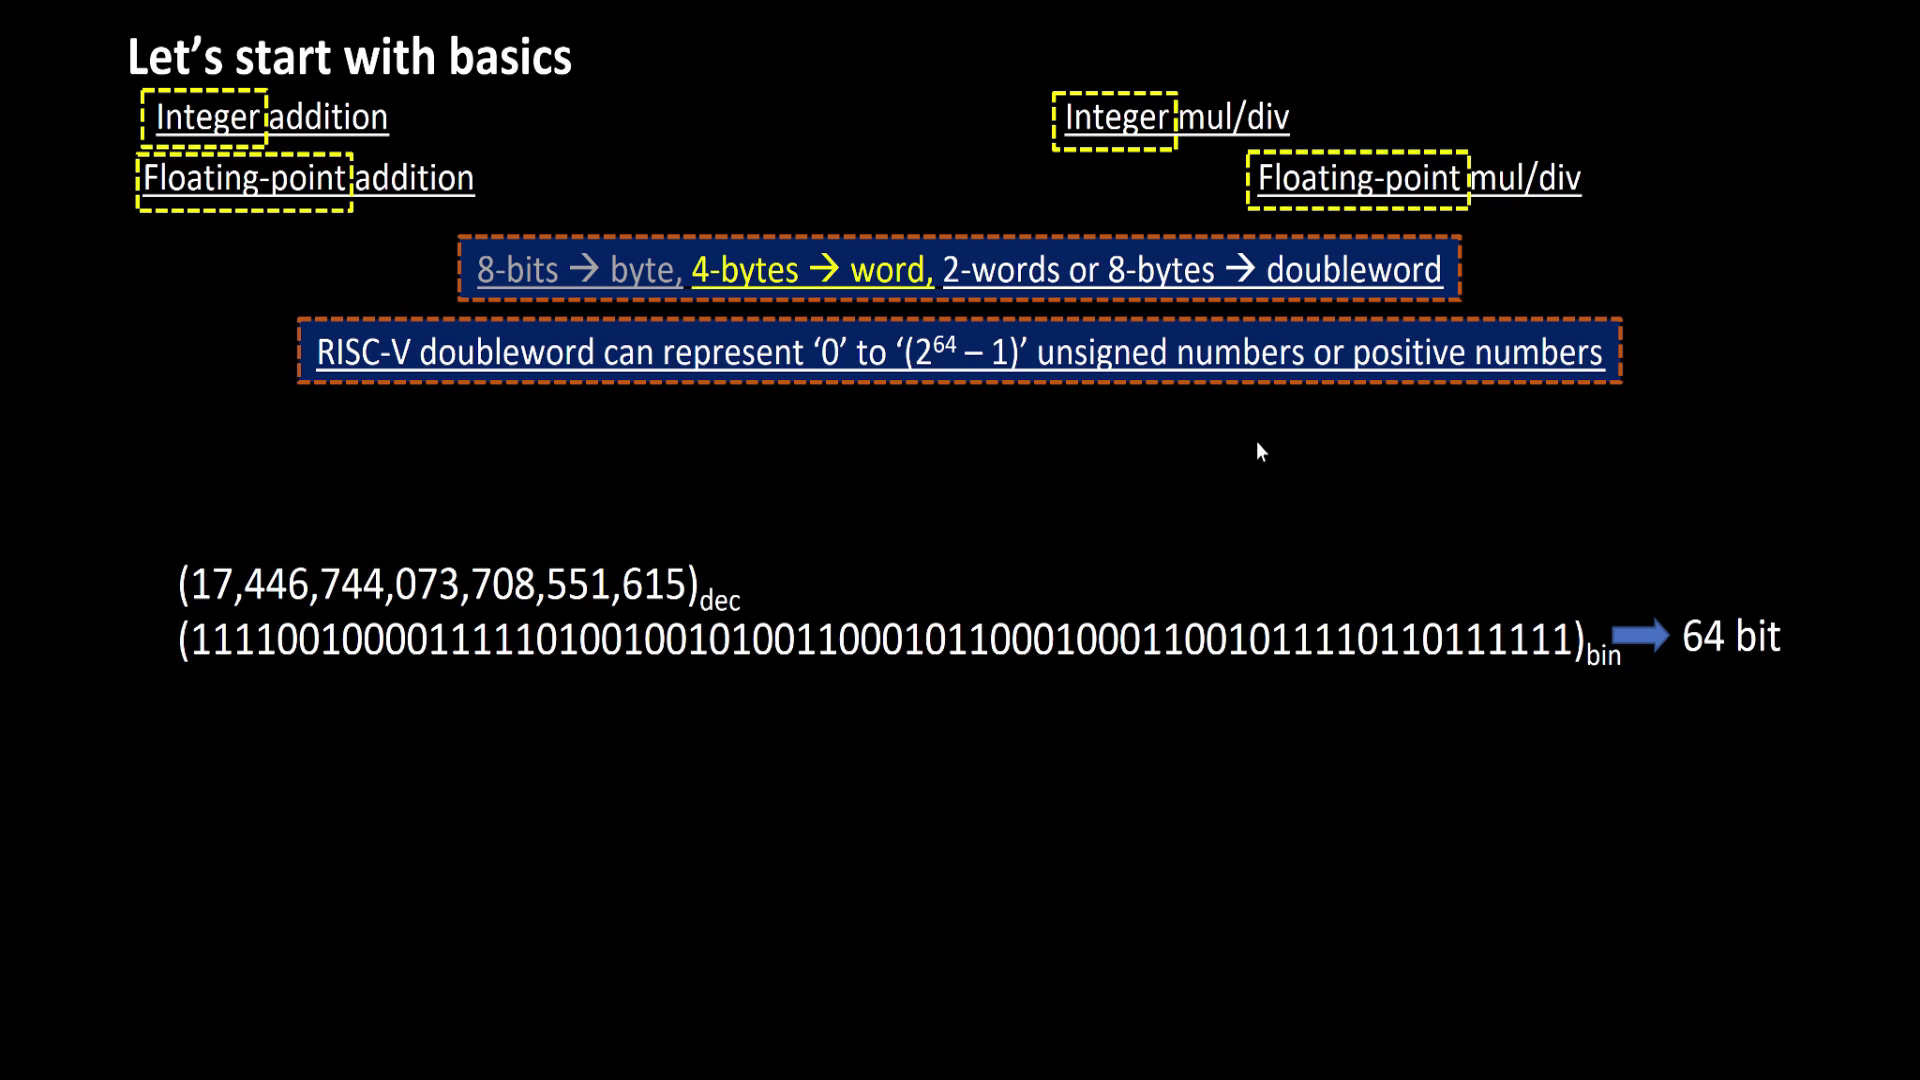 Let’s start with basics
Integer addition
Integer mul/div
Floating-point addition
Floating-point mul/div
8-bits → byte, 4-bytes → word, 2-words or 8-bytes → doubleword
RISC-V doubleword can represent ‘0’ to ‘(2⁶⁴ – 1)’ unsigned numbers or positive numbers
(17,446,744,073,708,551,615)dec
(1111001000011111010010010100110001011000100011001011110110111111)bin 64 bit